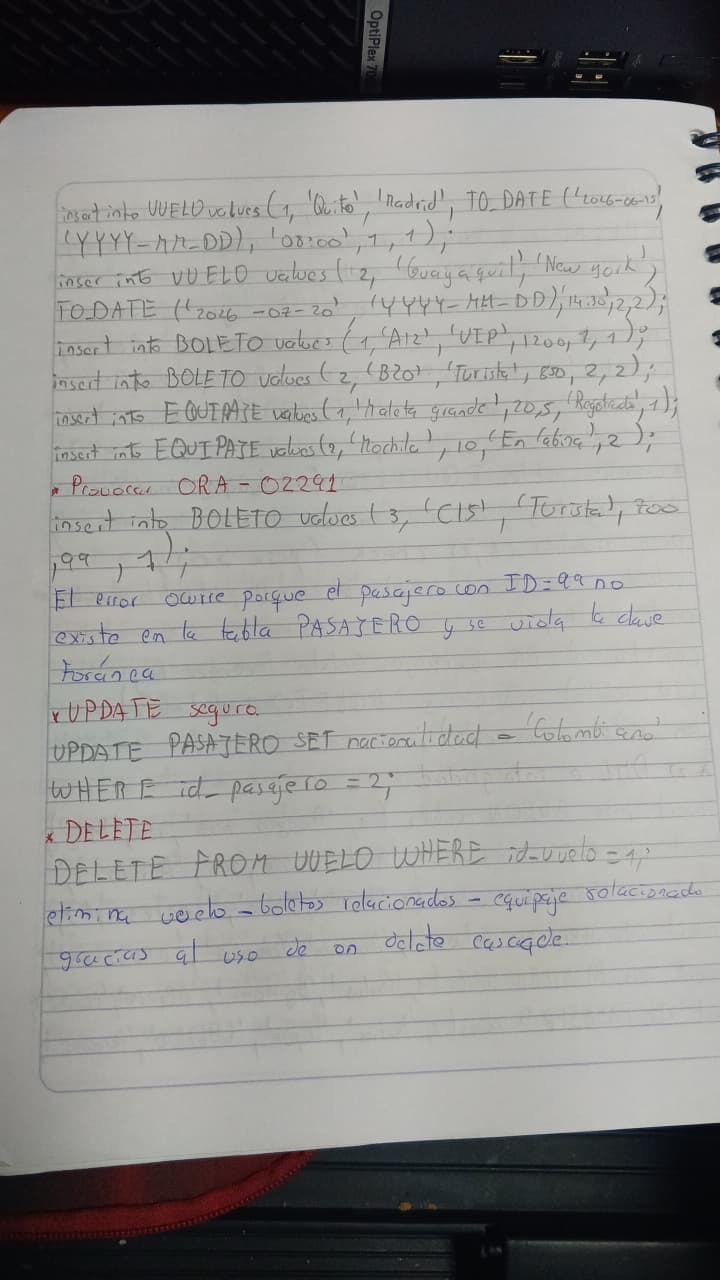 OptiPlex 70
insert into VUELO values (1, 'Quito', 'Madrid', TO_DATE ('2026-06-15',
'YYYY-MM-DD), '08:00', 1, 1);
inser into VUELO values (2, 'Guayaquil', 'New york',
TO_DATE ('2026-07-20', 'YYYY-MM-DD), '14:30', 2, 2);
insert into BOLETO values (1, 'A12', 'VIP', 1200, 1, 1);
insert into BOLETO values (2, 'B20', 'Turista', 850, 2, 2);
insert into EQUIPAJE values (1, 'Maleta grande', 20,5, 'Registrado', 1);
insert into EQUIPAJE values (2, 'Mochila', 10, 'En Cabina', 2);
* Provocar ORA-02291
insert into BOLETO values (3, 'C15', 'Turista', 700
,99, 1);
El error ocurre porque el pasajero con ID=99 no
existe en la tabla PASAJERO y se viola la clave
foránea
* UPDATE seguro.
UPDATE PASAJERO SET nacionalidad = 'Colombiano'
WHERE id_pasajero = 2;
* DELETE
DELETE FROM VUELO WHERE id_vuelo = 1;
elimina vuelo - boletos relacionados - equipaje relacionado
gracias al uso de on delete cascade.